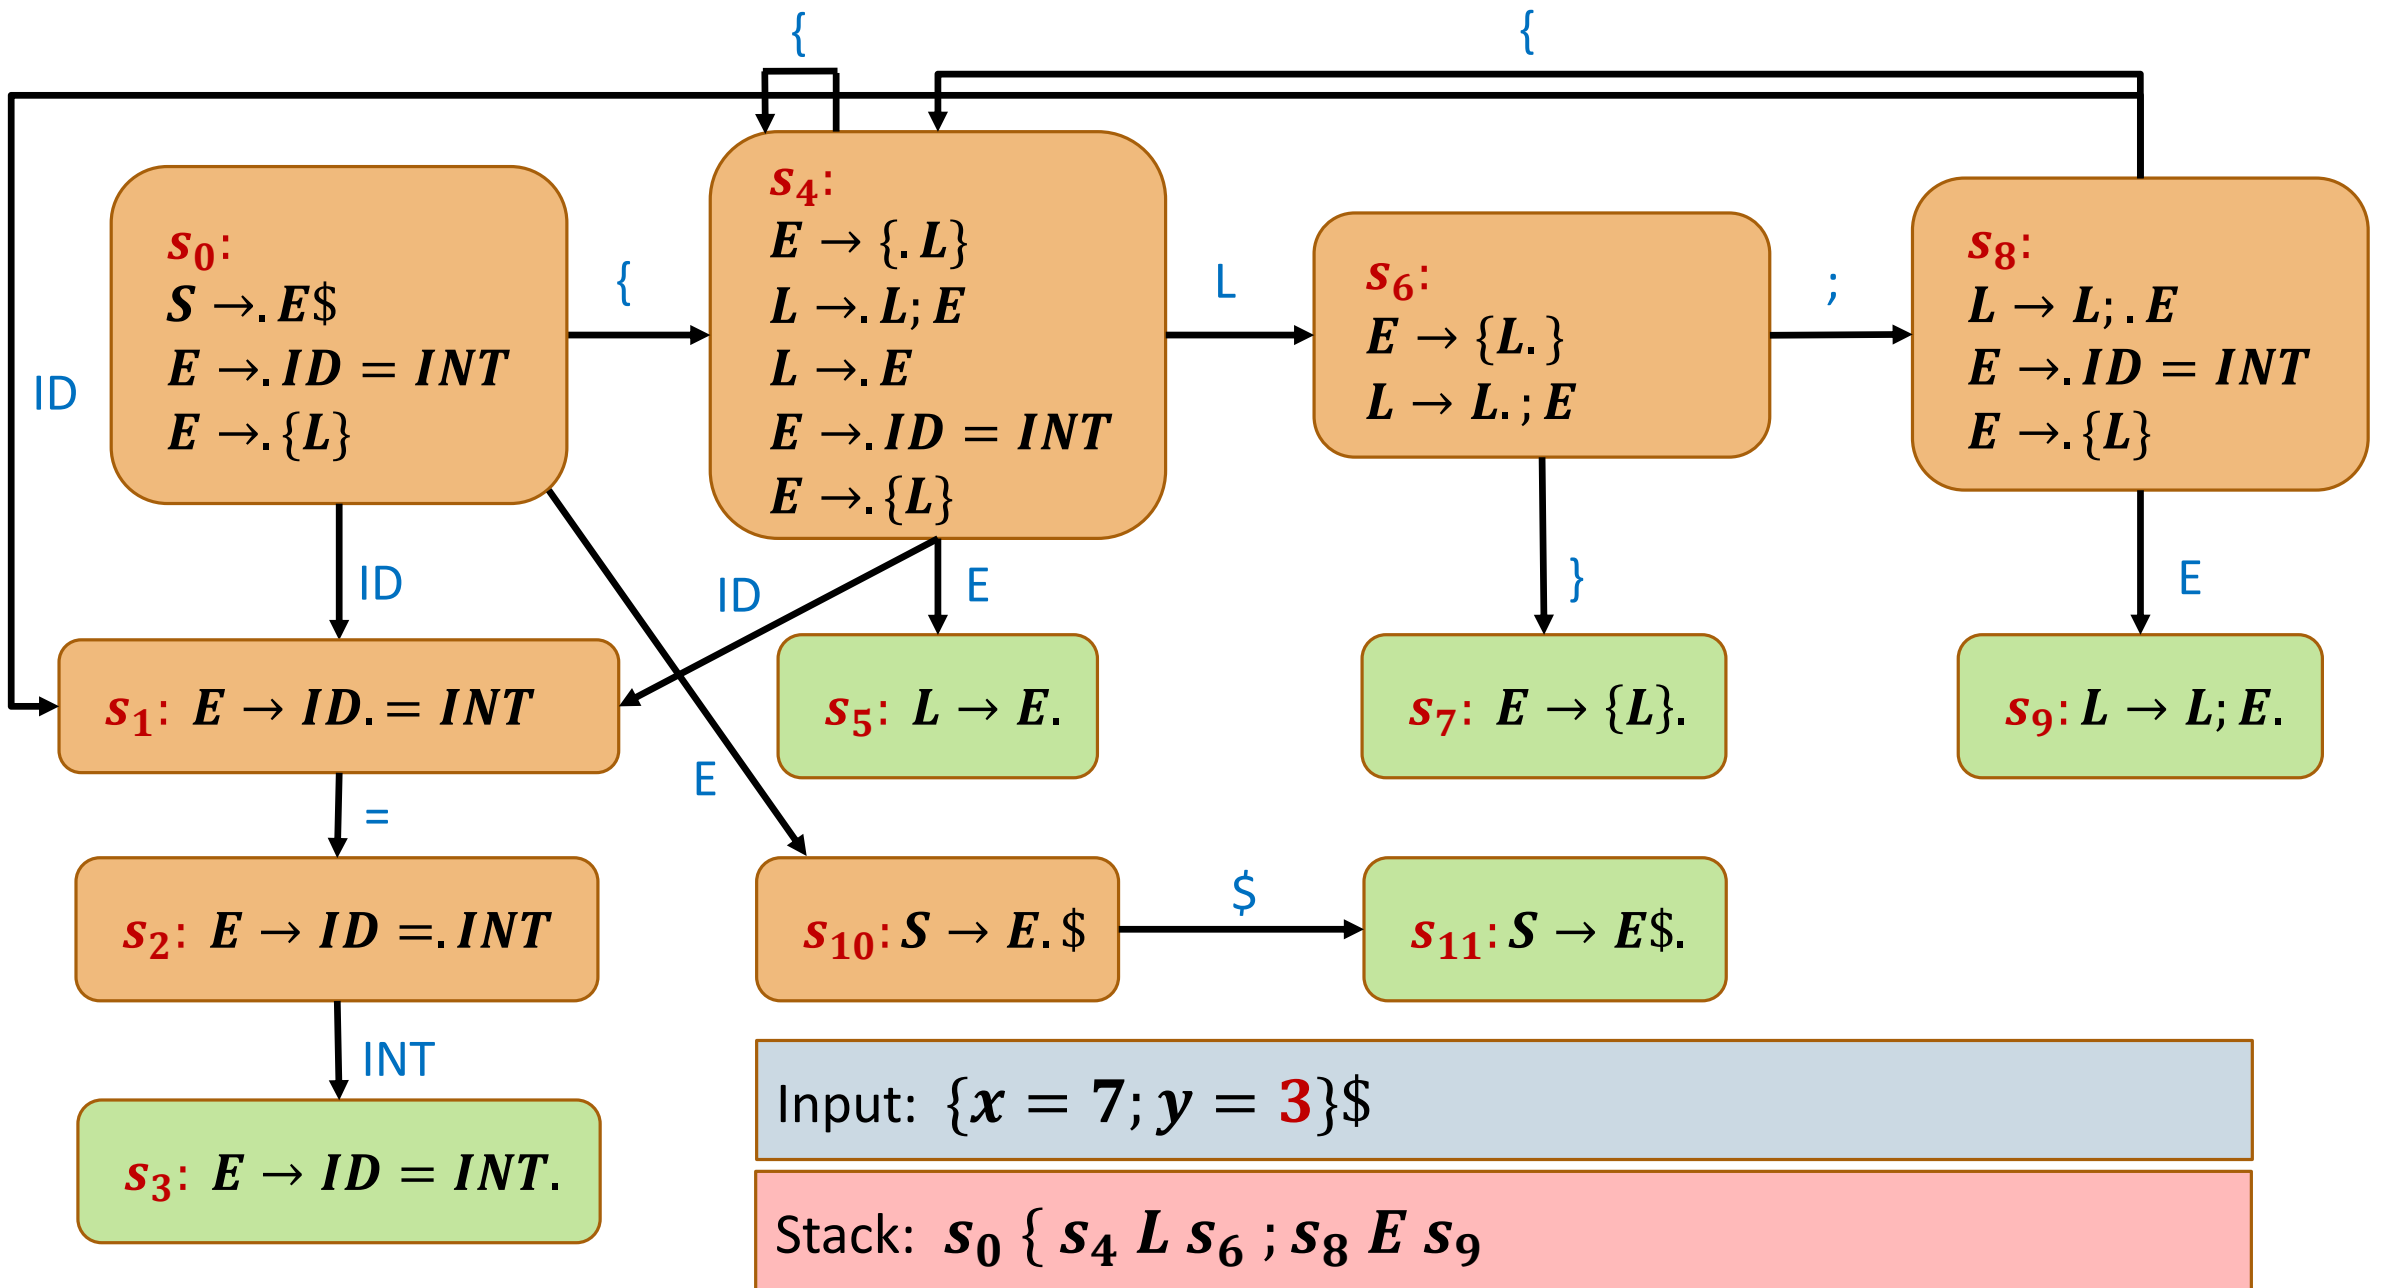 {
{
s₀:
S →. E$
E →. ID = INT
E →. {L}
{
s₄:
E → {. L}
L →. L; E
L →. E
E →. ID = INT
E →. {L}
L
s₆:
E → {L. }
L → L. ; E
;
s₈:
L → L; . E
E →. ID = INT
E →. {L}
ID
ID
ID
E
}
E
s₁: E → ID. = INT
s₅: L → E.
s₇: E → {L}.
s₉: L → L; E.
E
=
s₂: E → ID =. INT
s₁₀: S → E. $
$
s₁₁: S → E$.
INT
s₃: E → ID = INT.
Input: {x = 7; y = 3}$
Stack: s₀ { s₄ L s₆ ; s₈ E s₉